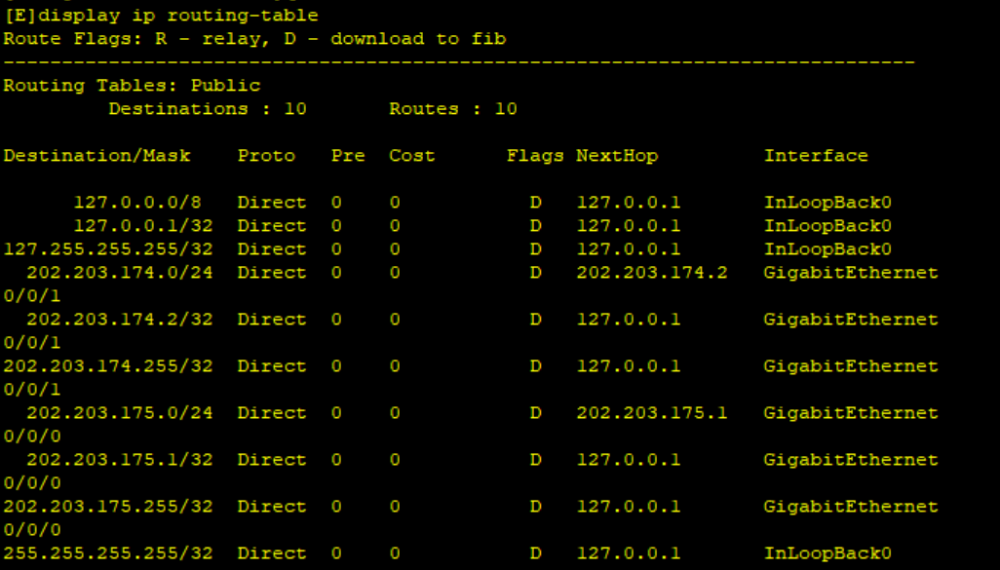 [E]display ip routing-table
Route Flags: R - relay, D - download to fib
------------------------------------------------------------------------------
Routing Tables: Public
         Destinations : 10       Routes : 10

Destination/Mask    Proto   Pre  Cost      Flags NextHop         Interface

      127.0.0.0/8   Direct  0    0           D   127.0.0.1       InLoopBack0
      127.0.0.1/32  Direct  0    0           D   127.0.0.1       InLoopBack0
127.255.255.255/32  Direct  0    0           D   127.0.0.1       InLoopBack0
  202.203.174.0/24  Direct  0    0           D   202.203.174.2   GigabitEthernet
0/0/1
  202.203.174.2/32  Direct  0    0           D   127.0.0.1       GigabitEthernet
0/0/1
202.203.174.255/32  Direct  0    0           D   127.0.0.1       GigabitEthernet
0/0/1
  202.203.175.0/24  Direct  0    0           D   202.203.175.1   GigabitEthernet
0/0/0
  202.203.175.1/32  Direct  0    0           D   127.0.0.1       GigabitEthernet
0/0/0
202.203.175.255/32  Direct  0    0           D   127.0.0.1       GigabitEthernet
0/0/0
255.255.255.255/32  Direct  0    0           D   127.0.0.1       InLoopBack0